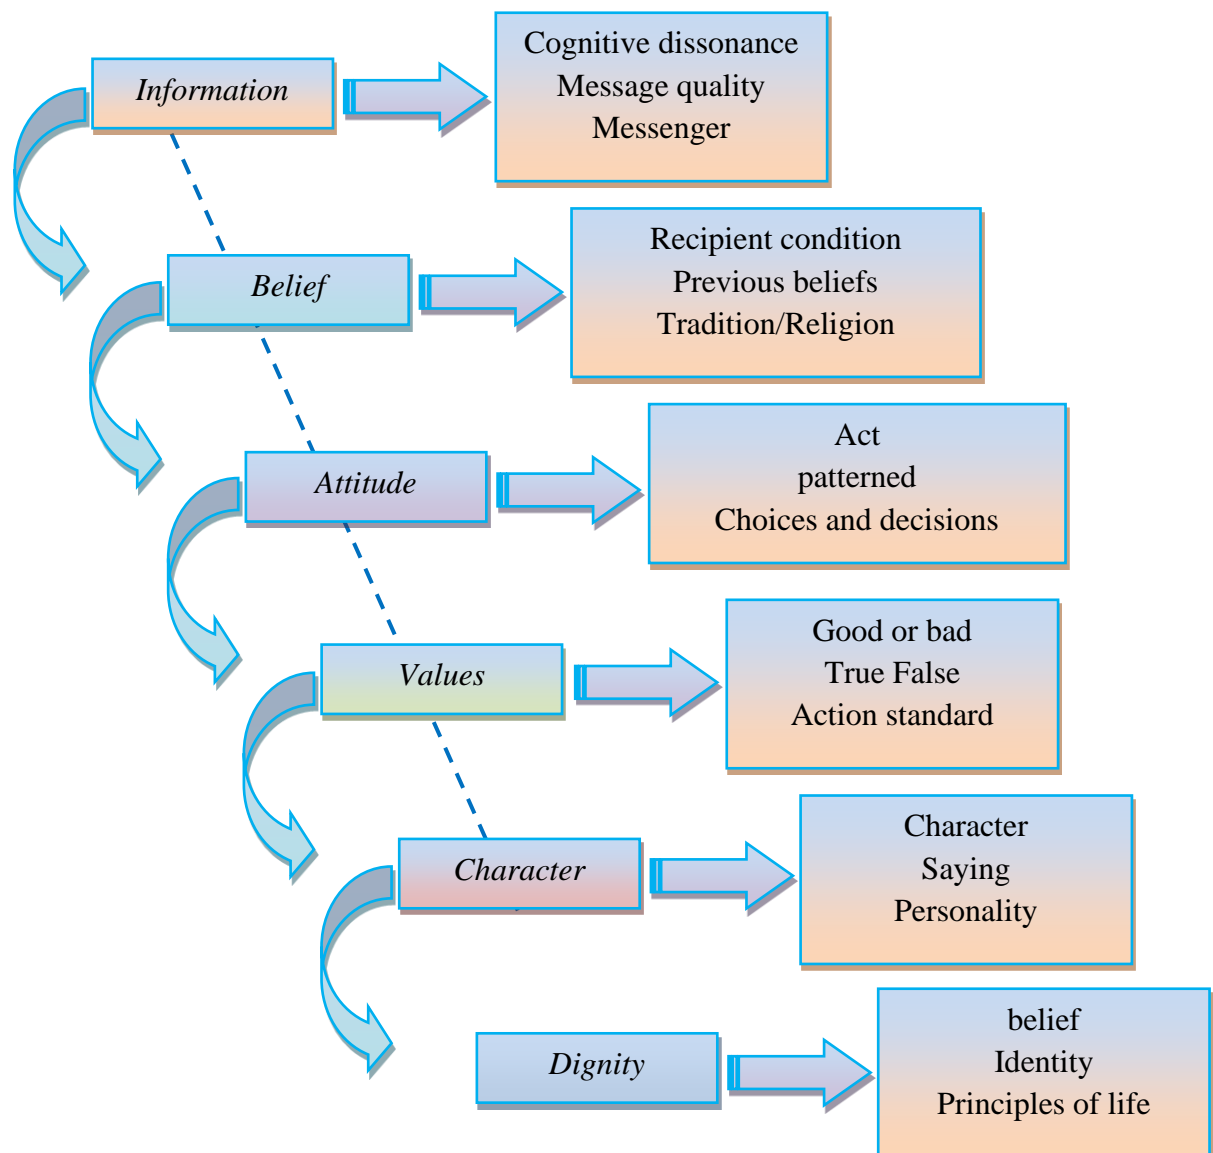 Information
Cognitive dissonance
Message quality
Messenger
Belief
Recipient condition
Previous beliefs
Tradition/Religion
Attitude
Act
patterned
Choices and decisions
Values
Good or bad
True False
Action standard
Character
Character
Saying
Personality
Dignity
belief
Identity
Principles of life